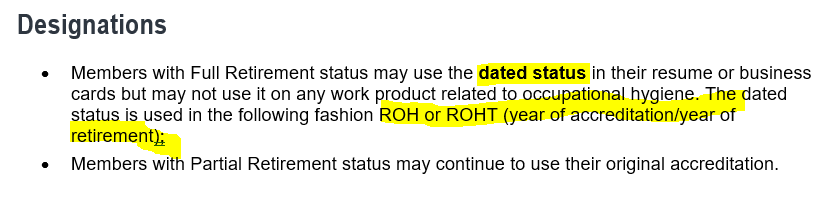 Designations
• Members with Full Retirement status may use the dated status in their resume or business
cards but may not use it on any work product related to occupational hygiene. The dated
status is used in the following fashion ROH or ROHT (year of accreditation/year of
retirement);
• Members with Partial Retirement status may continue to use their original accreditation.